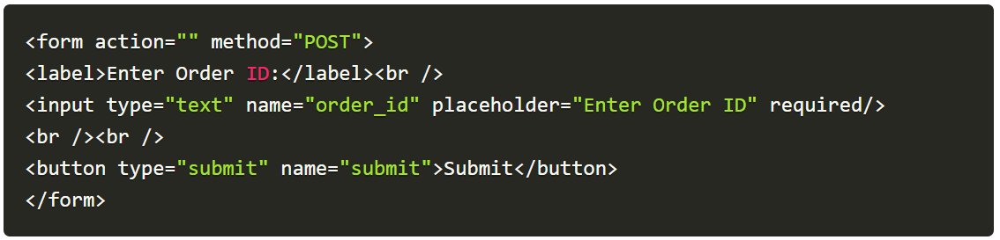 <form action="" method="POST">
<label>Enter Order ID:</label><br />
<input type="text" name="order_id" placeholder="Enter Order ID" required/>
<br /><br />
<button type="submit" name="submit">Submit</button>
</form>